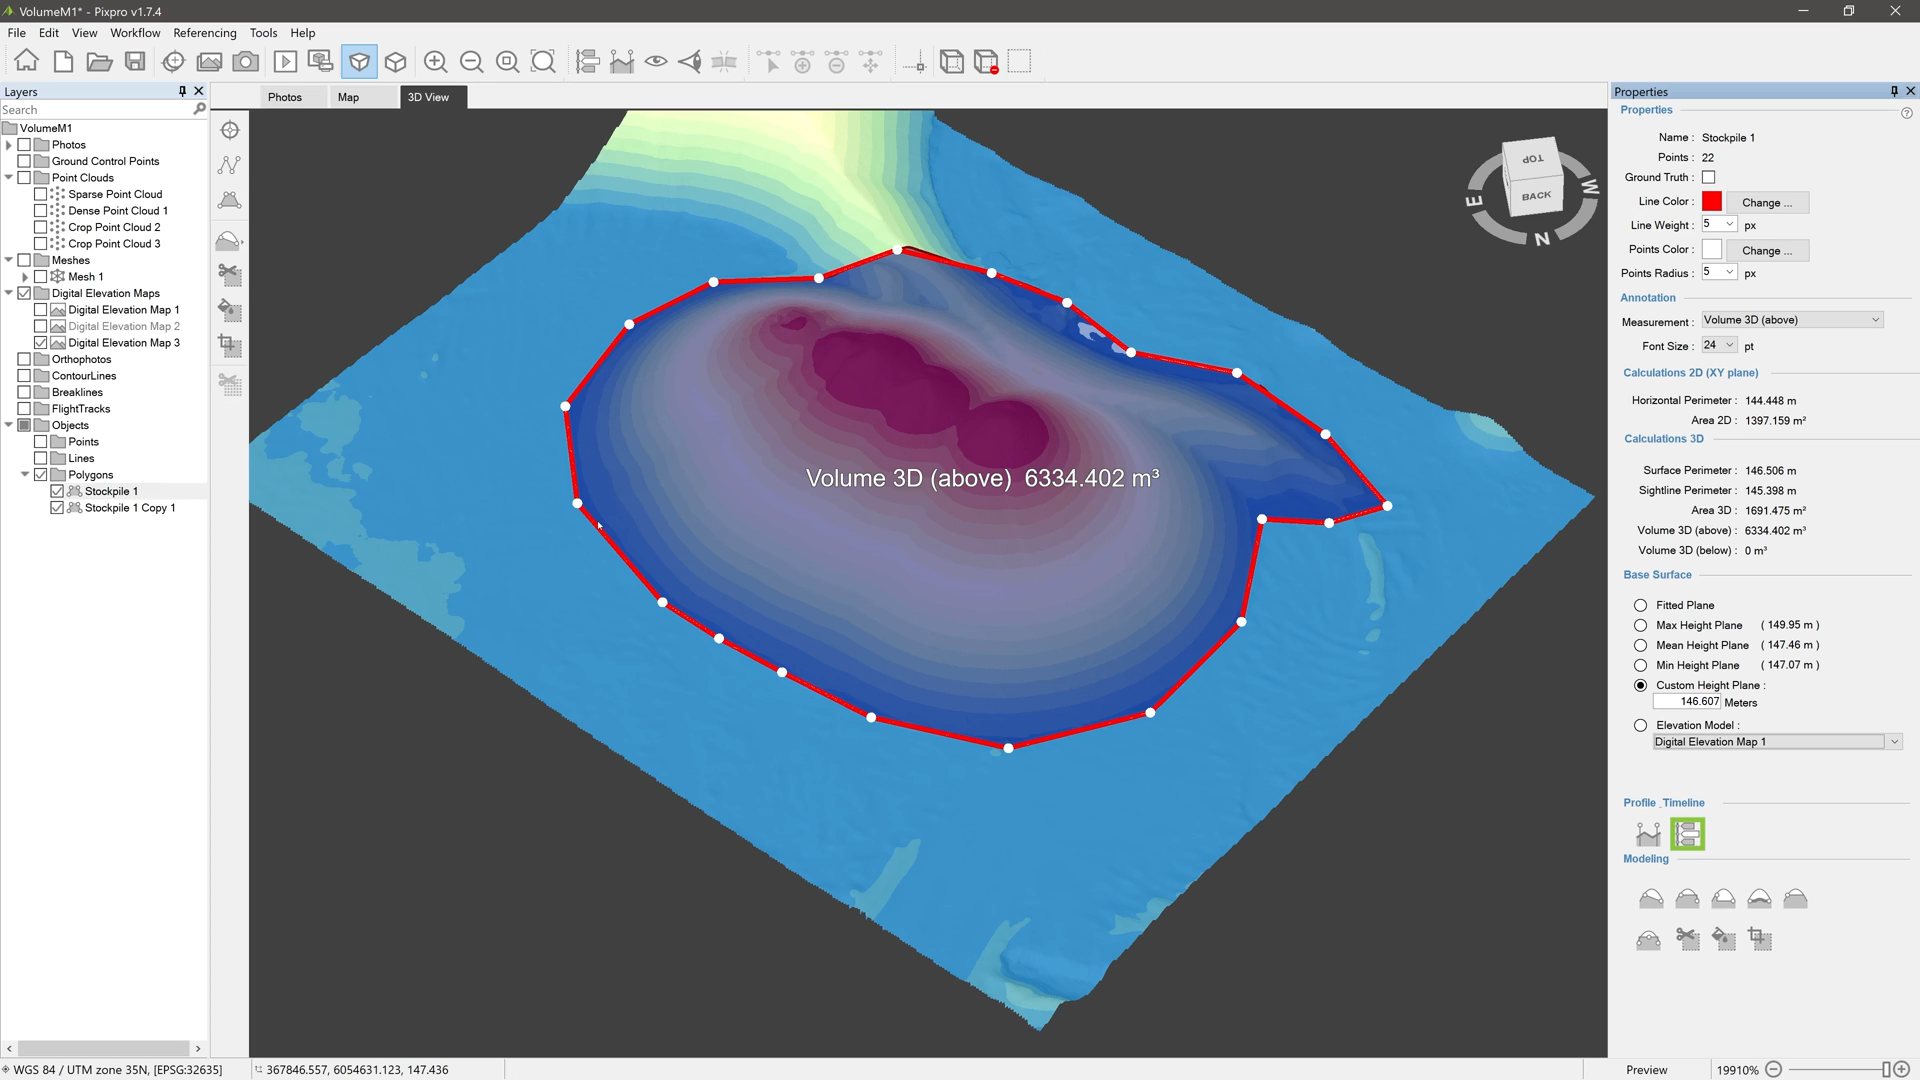 VolumeM1* - Pixpro v1.7.4
File Edit View Workflow Referencing Tools Help
Layers
Search
VolumeM1
Photos
Ground Control Points
Point Clouds
Sparse Point Cloud
Dense Point Cloud 1
Crop Point Cloud 2
Crop Point Cloud 3
Meshes
Mesh 1
Digital Elevation Maps
Digital Elevation Map 1
Digital Elevation Map 2
Digital Elevation Map 3
Orthophotos
ContourLines
Breaklines
FlightTracks
Objects
Points
Lines
Polygons
Stockpile 1
Stockpile 1 Copy 1
Photos Map 3D View
TOP
BACK
E N W
Volume 3D (above) 6334.402 m³
Properties
Properties
Name : Stockpile 1
Points : 22
Ground Truth :
Line Color : Change ...
Line Weight : 5 px
Points Color : Change ...
Points Radius : 5 px
Annotation
Measurement : Volume 3D (above)
Font Size : 24 pt
Calculations 2D (XY plane)
Horizontal Perimeter : 144.448 m
Area 2D : 1397.159 m²
Calculations 3D
Surface Perimeter : 146.506 m
Sightline Perimeter : 145.398 m
Area 3D : 1691.475 m²
Volume 3D (above) : 6334.402 m³
Volume 3D (below) : 0 m³
Base Surface
Fitted Plane
Max Height Plane ( 149.95 m )
Mean Height Plane ( 147.46 m )
Min Height Plane ( 147.07 m )
Custom Height Plane :
146.607 Meters
Elevation Model :
Digital Elevation Map 1
Profile_Timeline
Modeling
WGS 84 / UTM zone 35N, [EPSG:32635] 367846.557, 6054631.123, 147.436 Preview 19910%